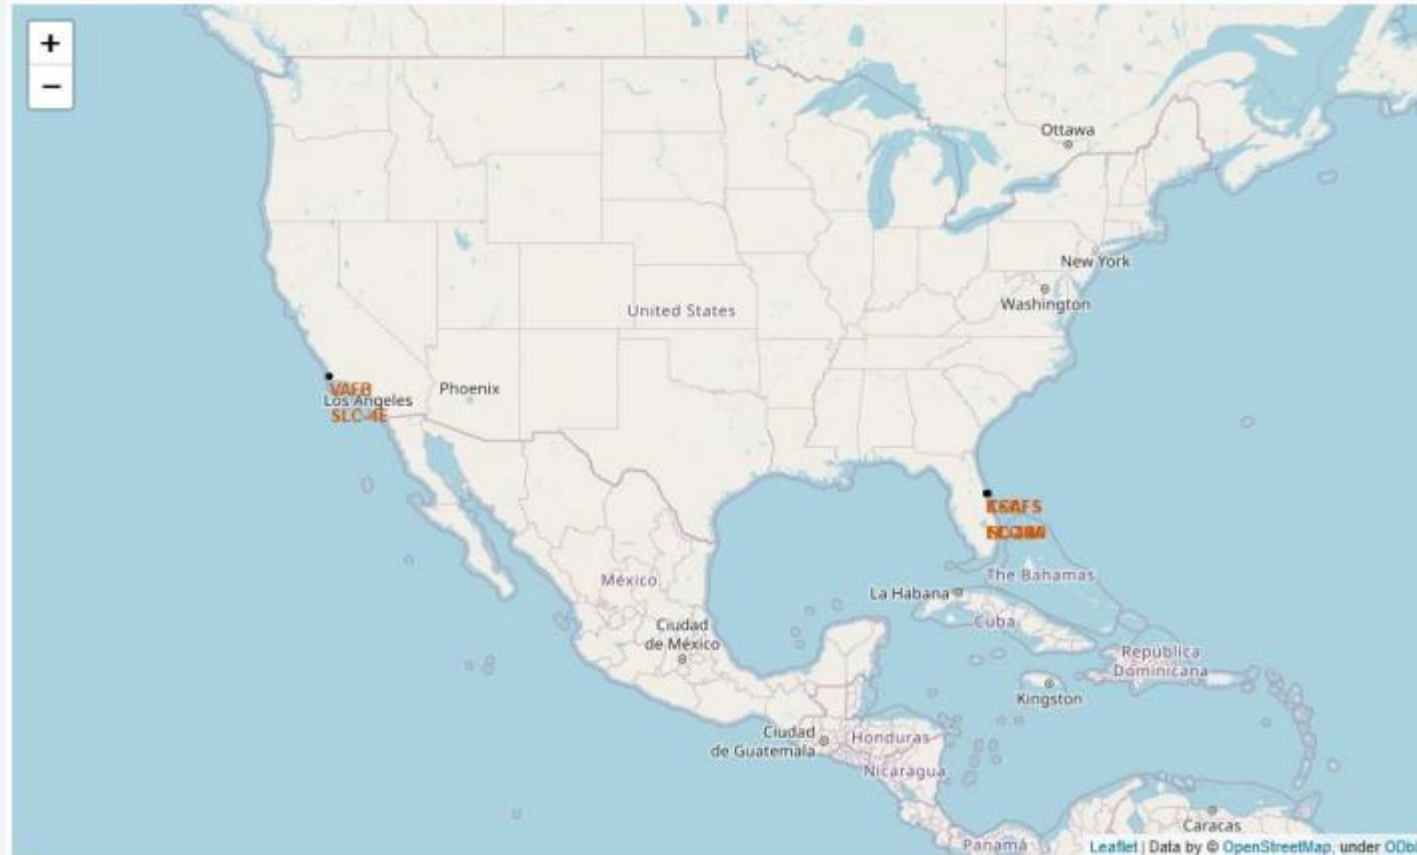 +
−
Ottawa
New York
Washington
United States
Phoenix
VAFB
Los Angeles
SLC-4E
The Bahamas
México
La Habana
Cuba
Ciudad
de México
República
Dominicana
Kingston
Ciudad
de Guatemala
Honduras
Nicaragua
Caracas
Panamá
Leaflet | Data by © OpenStreetMap, under